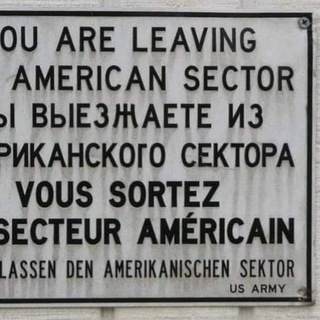 OU ARE LEAVING
AMERICAN SECTOR
Ы ВЫЕЗЖАЕТЕ ИЗ
РИКАНСКОГО СЕКТОРА
VOUS SORTEZ
SECTEUR AMÉRICAIN
LASSEN DEN AMERIKANISCHEN SEKTOR
US ARMY